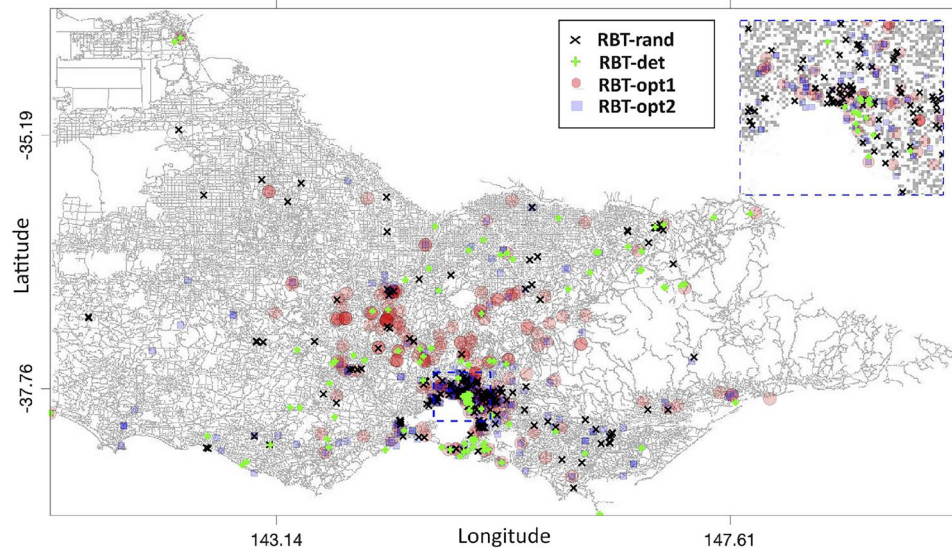 RBT-rand
RBT-det
RBT-opt1
RBT-opt2
-35.19
Latitude
-37.76
143.14
Longitude
147.61